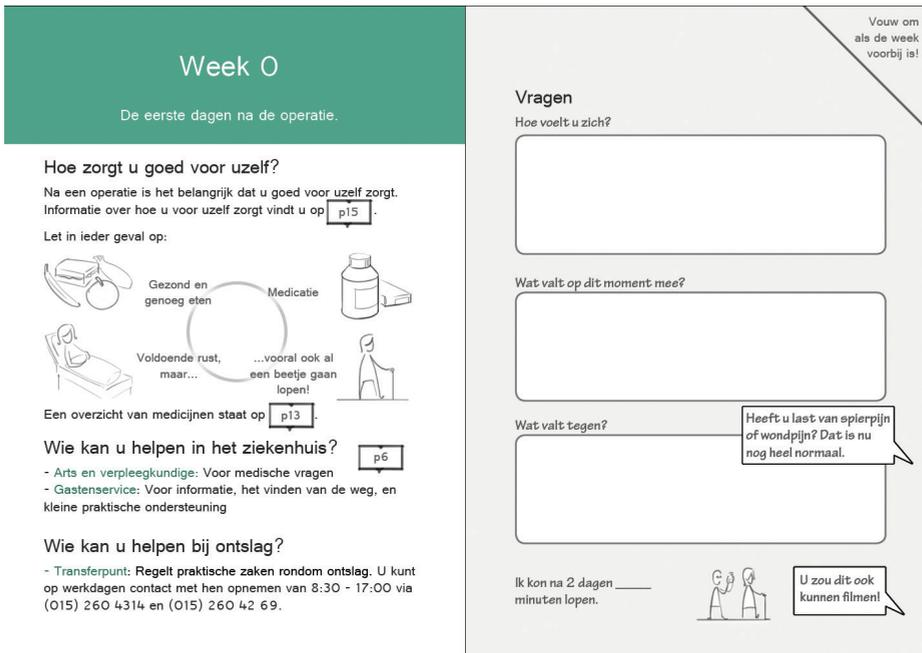 Week 0
De eerste dagen na de operatie.
Hoe zorgt u goed voor uzelf?
Na een operatie is het belangrijk dat u goed voor uzelf zorgt.
Informatie over hoe u voor uzelf zorgt vindt u op p15 .
Let in ieder geval op:
Gezond en
genoeg eten
Medicatie
Voldoende rust,
maar...
...vooral ook al
een beetje gaan
lopen!
Een overzicht van medicijnen staat op p13 .
Wie kan u helpen in het ziekenhuis?
p6
- Arts en verpleegkundige: Voor medische vragen
- Gastenservice: Voor informatie, het vinden van de weg, en
kleine praktische ondersteuning
Wie kan u helpen bij ontslag?
- Transferpunt: Regelt praktische zaken rondom ontslag. U kunt
op werkdagen contact met hen opnemen van 8:30 - 17:00 via
(015) 260 4314 en (015) 260 42 69.
Vouw om
als de week
voorbij is!
Vragen
Hoe voelt u zich?
Wat valt op dit moment mee?
Wat valt tegen?
Heeft u last van spierpijn
of wondpijn? Dat is nu
nog heel normaal.
Ik kon na 2 dagen _____
minuten lopen.
U zou dit ook
kunnen filmen!